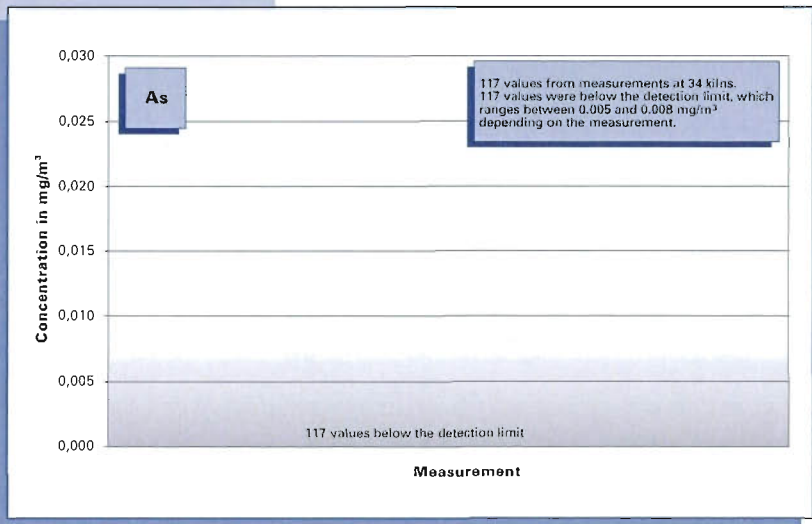 As
117 values from measurements at 34 kilns.
117 values were below the detection limit, which
ranges between 0.005 and 0.008 mg/m³
depending on the measurement.
Concentration in mg/m³
0,030
0,025
0,020
0,015
0,010
0,005
0,000
117 values below the detection limit
Measurement